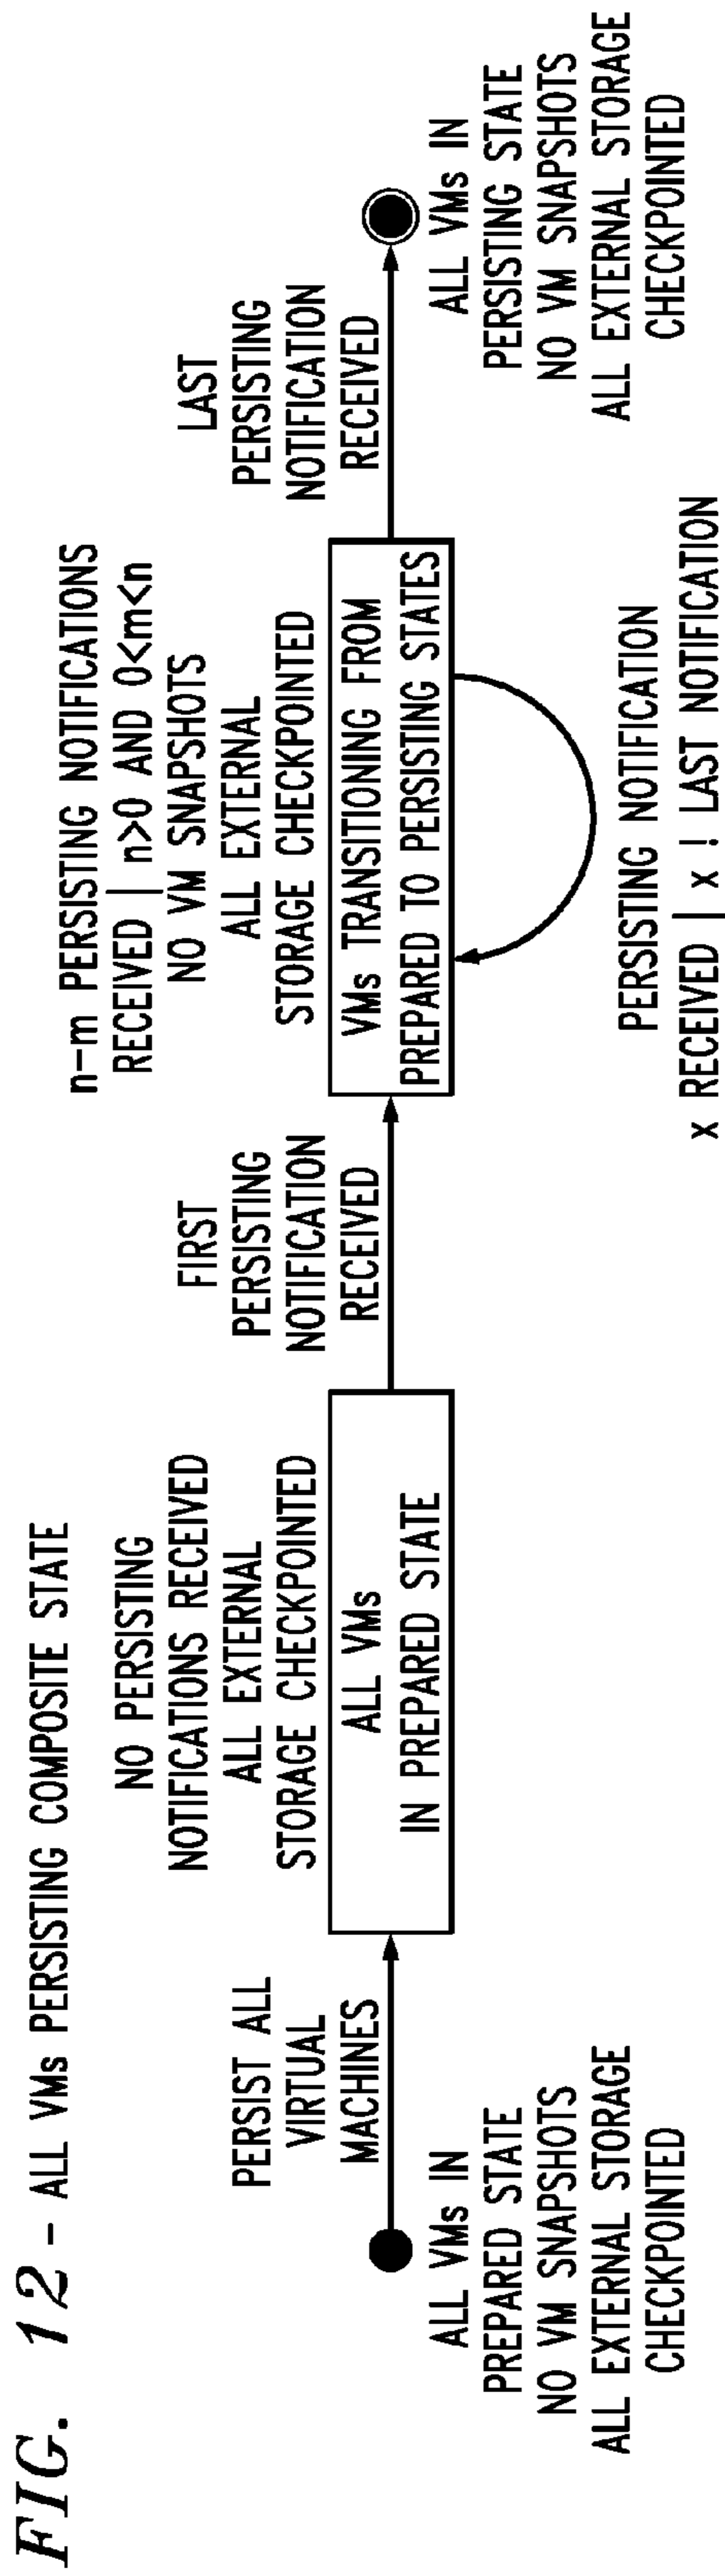 FIG. 12 - ALL VMs PERSISTING COMPOSITE STATE
ALL VMs IN
PREPARED STATE
NO VM SNAPSHOTS
ALL EXTERNAL STORAGE
CHECKPOINTED
PERSIST ALL
VIRTUAL
MACHINES
NO PERSISTING
NOTIFICATIONS RECEIVED
ALL EXTERNAL
STORAGE CHECKPOINTED
ALL VMs
IN PREPARED STATE
FIRST
PERSISTING
NOTIFICATION
RECEIVED
n-m PERSISTING NOTIFICATIONS
RECEIVED | n>0 AND 0<m<n
NO VM SNAPSHOTS
ALL EXTERNAL
STORAGE CHECKPOINTED
VMs TRANSITIONING FROM
PREPARED TO PERSISTING STATES
PERSISTING NOTIFICATION
x RECEIVED | x ! LAST NOTIFICATION
LAST
PERSISTING
NOTIFICATION
RECEIVED
ALL VMs IN
PERSISTING STATE
NO VM SNAPSHOTS
ALL EXTERNAL STORAGE
CHECKPOINTED